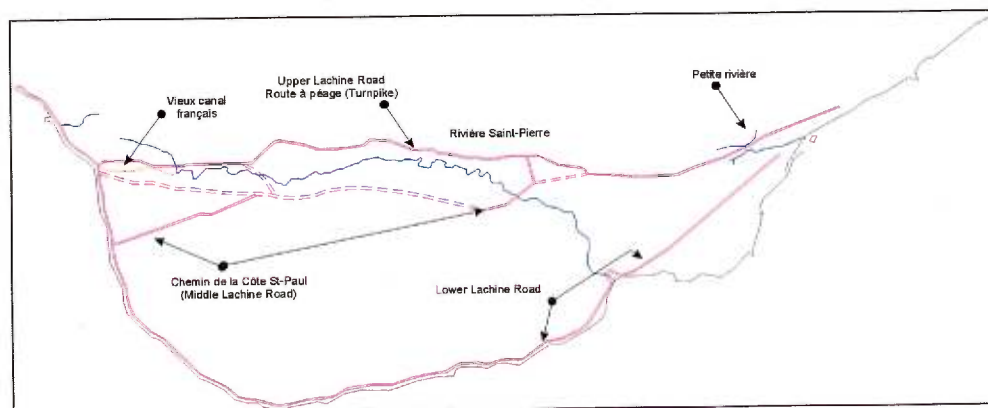 Vieux canal
français
Upper Lachine Road
Route à péage (Turnpike)
Rivière Saint-Pierre
Petite rivière
Chemin de la Côte St-Paul
(Middle Lachine Road)
Lower Lachine Road